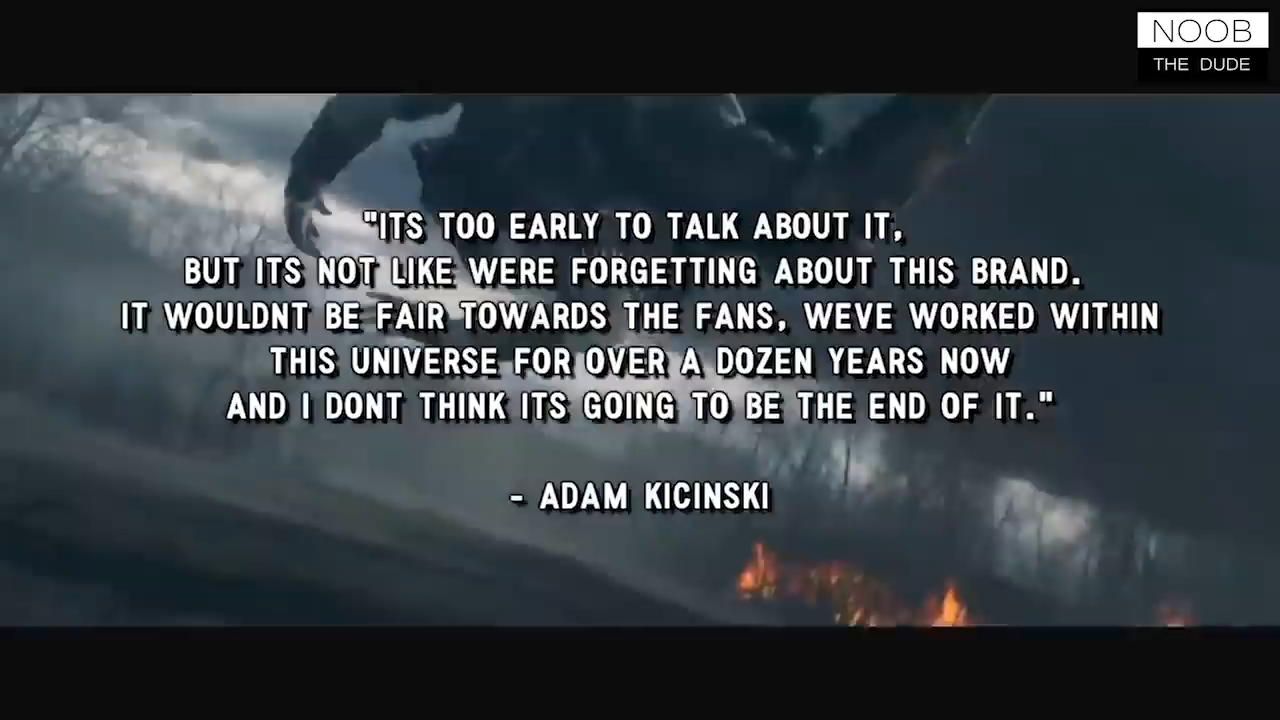 NOOB
THE DUDE
"ITS TOO EARLY TO TALK ABOUT IT,
BUT ITS NOT LIKE WERE FORGETTING ABOUT THIS BRAND.
IT WOULDNT BE FAIR TOWARDS THE FANS, WEVE WORKED WITHIN
THIS UNIVERSE FOR OVER A DOZEN YEARS NOW
AND I DONT THINK ITS GOING TO BE THE END OF IT."
- ADAM KICINSKI